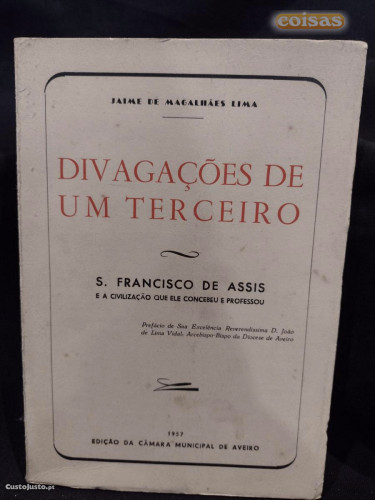 coisas
JAIME DE MAGALHÃES LIMA
DIVAGAÇÕES DE
UM TERCEIRO
S. FRANCISCO DE ASSIS
E A CIVILIZAÇÃO QUE ELE CONCEBEU E PROFESSOU
Prefácio de Sua Excelência Reverendíssima D. João
de Lima Vidal, Arcebispo-Bispo da Diocese de Aveiro
1957
EDIÇÃO DA CÂMARA MUNICIPAL DE AVEIRO
CustoJusto.pt